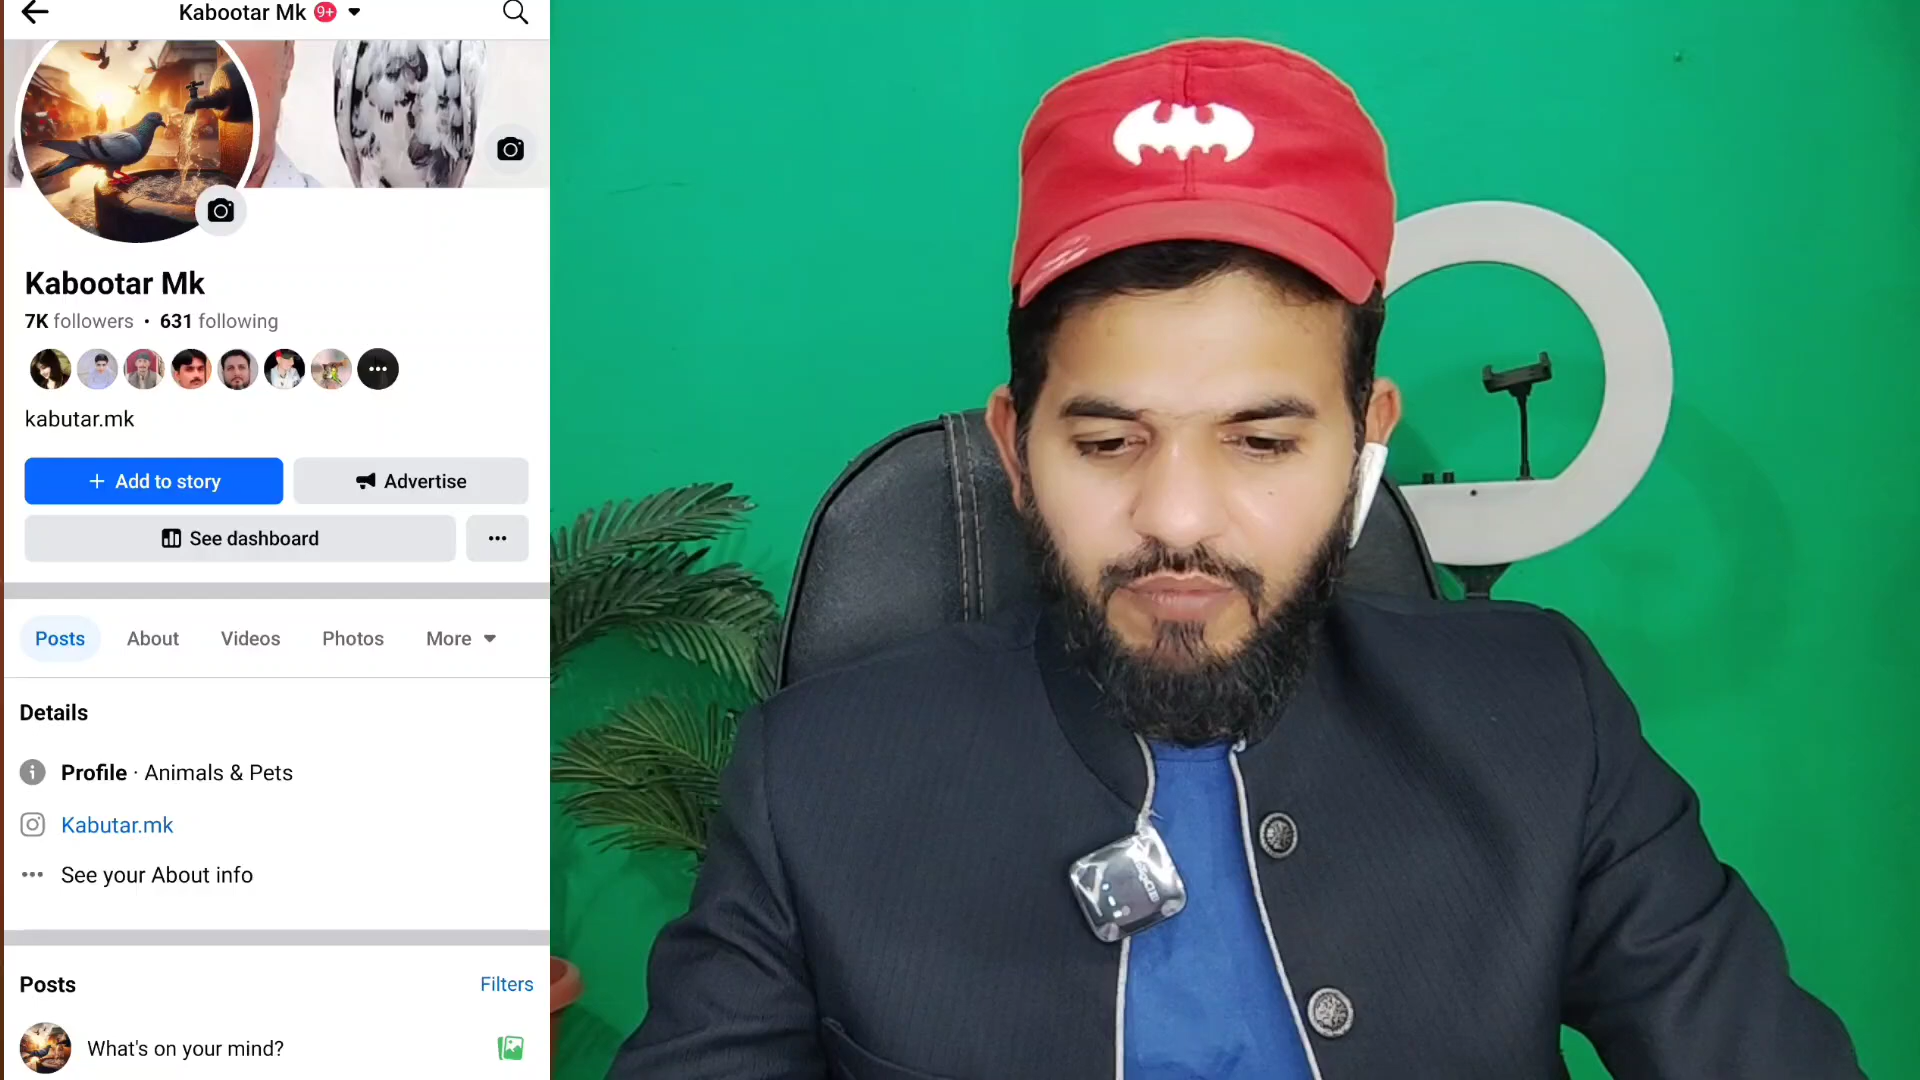 Kabootar Mk 9+
Kabootar Mk
7K followers • 631 following
kabutar.mk
+ Add to story
Advertise
See dashboard
Posts
About
Videos
Photos
More
Details
Profile · Animals & Pets
Kabutar.mk
See your About info
Posts
Filters
What's on your mind?